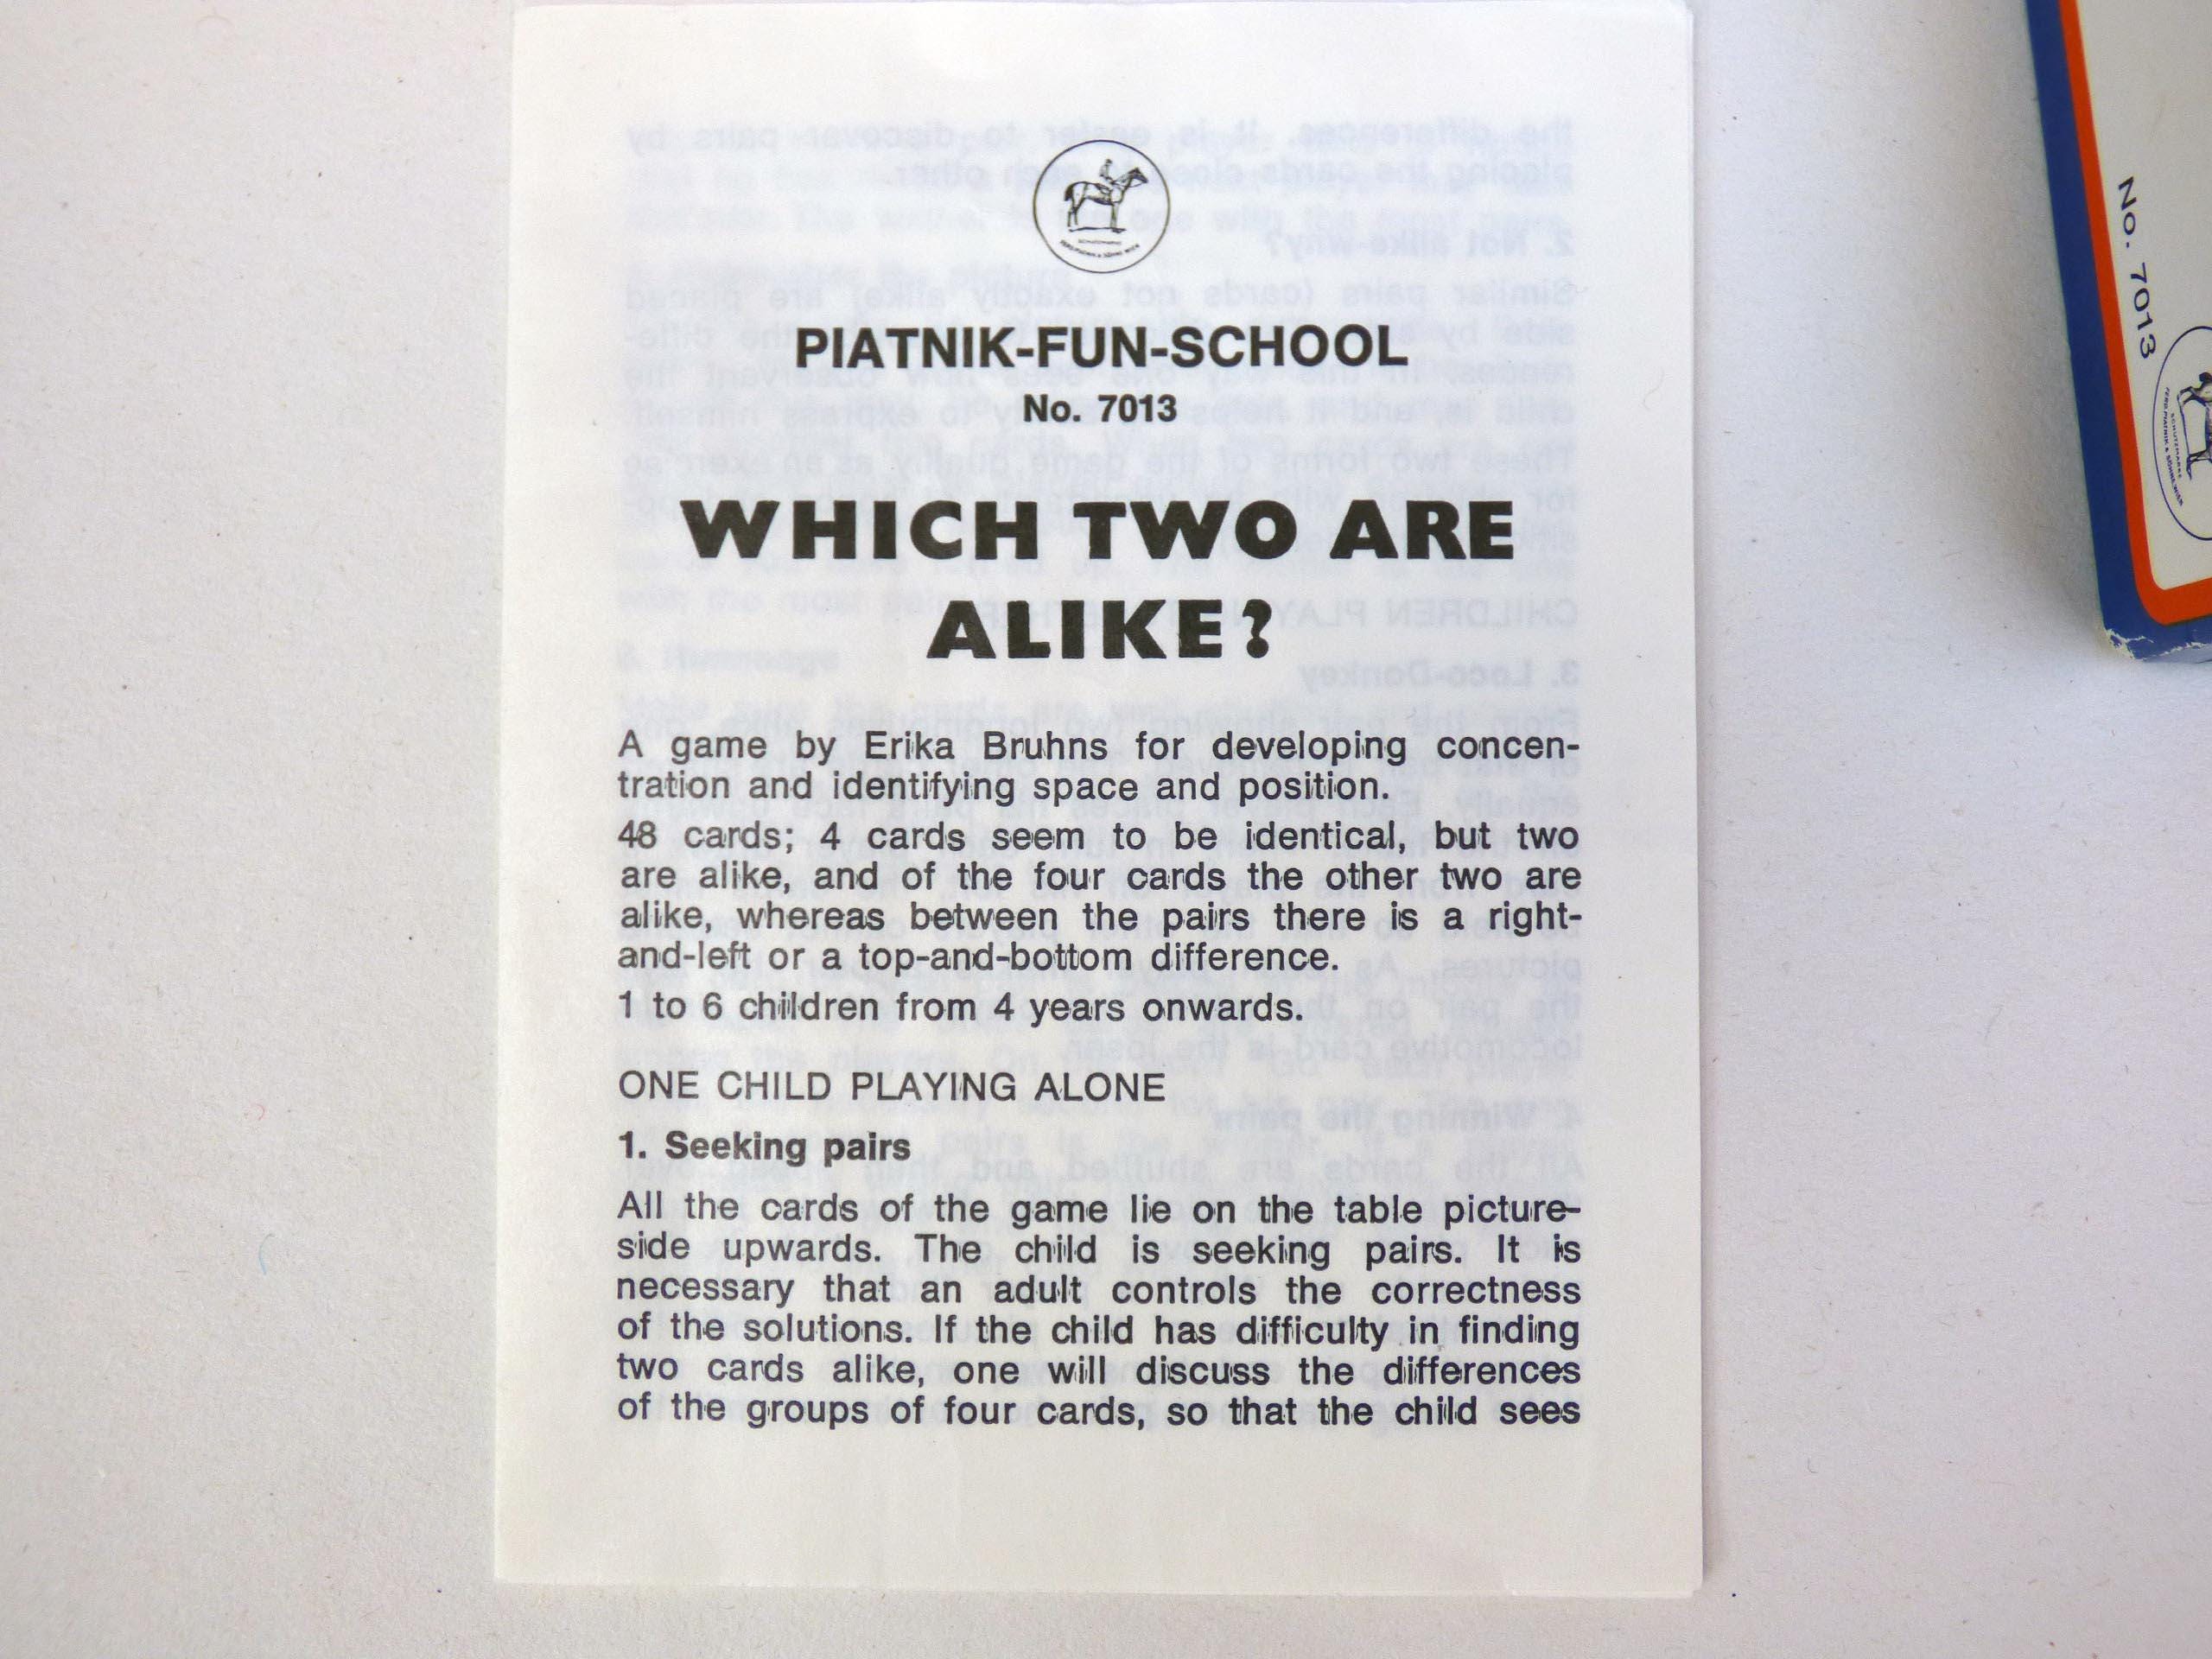 PIATNIK-FUN-SCHOOL
No. 7013
WHICH TWO ARE
ALIKE?
A game by Erika Bruhns for developing concen-
tration and identifying space and position.
48 cards; 4 cards seem to be identical, but two
are alike, and of the four cards the other two are
alike, whereas between the pairs there is a right-
and-left or a top-and-bottom difference.
1 to 6 children from 4 years onwards.
ONE CHILD PLAYING ALONE
1. Seeking pairs
All the cards of the game lie on the table picture-
side upwards. The child is seeking pairs. It is
necessary that an adult controls the correctness
of the solutions. If the child has difficulty in finding
two cards alike, one will discuss the differences
of the groups of four cards, so that the child sees
No. 7013